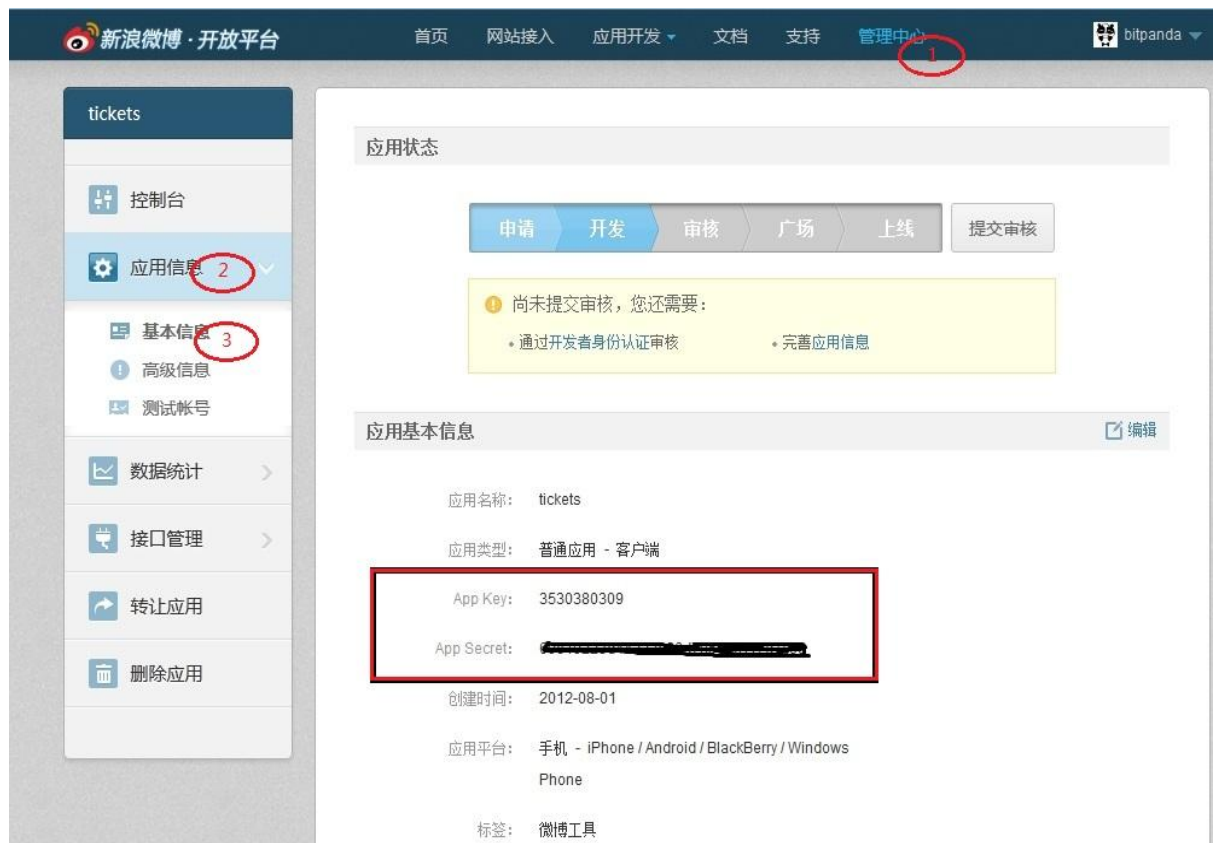 新浪微博·开放平台
首页 网站接入 应用开发 文档 支持 管理中心 bitpanda
1
tickets
控制台
应用信息 2
基本信息 3
高级信息
测试帐号
数据统计
接口管理
转让应用
删除应用
应用状态
申请 开发 审核 广场 上线 提交审核
尚未提交审核，您还需要：
• 通过开发者身份认证审核 • 完善应用信息
应用基本信息 编辑
应用名称： tickets
应用类型： 普通应用 - 客户端
App Key： 3530380309
App Secret：
创建时间： 2012-08-01
应用平台： 手机 - iPhone / Android / BlackBerry / Windows
Phone
标签： 微博工具